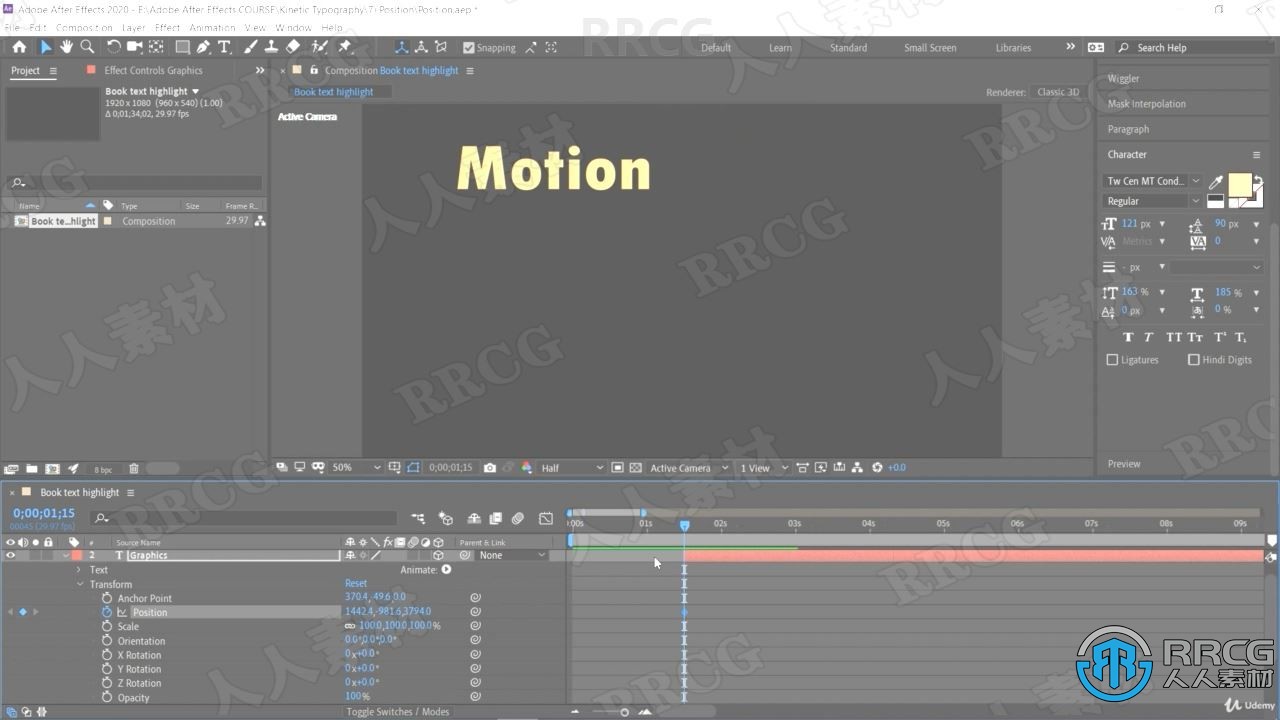 Adobe After Effects 2020 - E:\Adobe After Effects COURSE\Kinetic Typography\7) Position\Position.aep *
File Edit Composition Layer Effect Animation View Window Help
Snapping
Default
Learn
Standard
Small Screen
Libraries
Search Help
Project
Effect Controls Graphics
Composition Book text highlight
Book text highlight
1920 x 1080 (960 x 540) (1.00)
Δ 0;01;34;02, 29.97 fps
Book text highlight
Renderer: Classic 3D
Active Camera
Motion
Name
Type
Size
Frame R...
Book te...hlight
Composition
29.97
Wiggler
Mask Interpolation
Paragraph
Character
Tw Cen MT Cond...
Regular
121 px
90 px
Metrics
0
- px
163 %
185 %
0 px
0 %
Ligatures
Hindi Digits
Preview
8 bpc
50%
0;00;01;15
Half
Active Camera
1 View
+0.0
Book text highlight
0;00;01;15
00045 (29.97 fps)
:00s
01s
02s
03s
04s
05s
06s
07s
08s
09s
#
Source Name
Parent & Link
2
Graphics
None
Text
Animate:
Transform
Reset
Anchor Point
370.4,-49.6,0.0
Position
1442.4,-981.6,3794.0
Scale
100.0,100.0,100.0%
Orientation
0.0°,0.0°,0.0°
X Rotation
0x+0.0°
Y Rotation
0x+0.0°
Z Rotation
0x+0.0°
Opacity
100%
Toggle Switches / Modes
RRCG
人人素材
Udemy